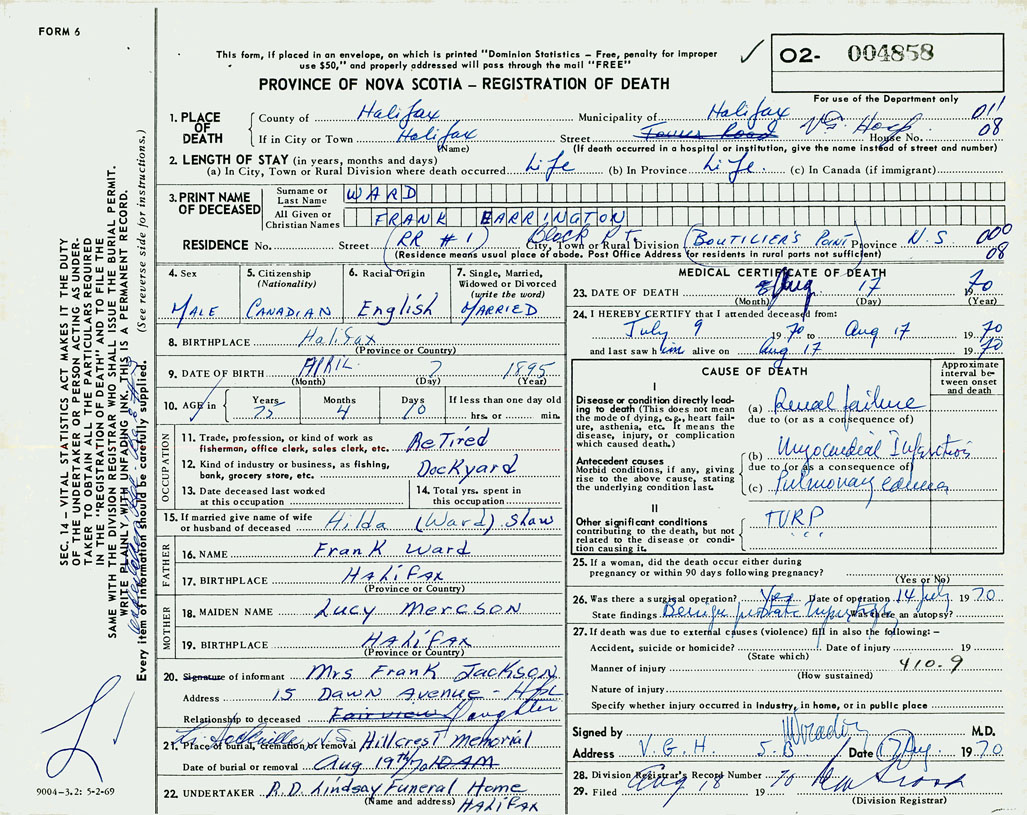 FORM 6
This form, if placed in an envelope, on which is printed "Dominion Statistics – Free, penalty for improper
use $50," and properly addressed will pass through the mail "FREE"
O2- 004858
PROVINCE OF NOVA SCOTIA – REGISTRATION OF DEATH
For use of the Department only
1. PLACE OF DEATH
County of Halifax Municipality of Halifax 011
If in City or Town Halifax Street Tower Road VG. Hosp. House No. 08
(Name) (If death occurred in a hospital or institution, give the name instead of street and number)
2. LENGTH OF STAY (in years, months and days)
(a) In City, Town or Rural Division where death occurred Life (b) In Province Life (c) In Canada (if immigrant)
3. PRINT NAME OF DECEASED
Surname or Last Name WARD
All Given or Christian Names FRANK HARRINGTON
RESIDENCE No. Street (RR #1) Block PT. City, Town or Rural Division (BOUTILIER'S POINT) Province N.S 000
(Residence means usual place of abode. Post Office Address for residents in rural parts not sufficient) 08
4. Sex MALE
5. Citizenship (Nationality) CANADIAN
6. Racial Origin English
7. Single, Married, Widowed or Divorced (write the word) MARRIED
8. BIRTHPLACE Halifax
(Province or Country)
9. DATE OF BIRTH APRIL 7 1895
(Month) (Day) (Year)
10. AGE in Years 75 Months 4 Days 10 If less than one day old
hrs. or min.
OCCUPATION
11. Trade, profession, or kind of work as fisherman, office clerk, sales clerk, etc. ReTired
12. Kind of industry or business, as fishing, bank, grocery store, etc. Dockyard
13. Date deceased last worked at this occupation
14. Total yrs. spent in this occupation
15. If married give name of wife or husband of deceased Hilda (Ward) Shaw
FATHER
16. NAME Frank Ward
17. BIRTHPLACE HALIFAX
(Province or Country)
MOTHER
18. MAIDEN NAME Lucy Mercson
19. BIRTHPLACE HALIFAX
(Province or Country)
20. Signature of informant Mrs Frank Jackson
Address 15 Dawn Avenue - Hfx
Relationship to deceased Fairview Daughter
Sackville N.S.
21. Place of burial, cremation or removal Hillcrest Memorial
Date of burial or removal Aug 19th/70 10AM
22. UNDERTAKER R.D. Lindsay Funeral Home
(Name and address) HALIFAX
MEDICAL CERTIFICATE OF DEATH
23. DATE OF DEATH Aug 17 1970
(Month) (Day) (Year)
24. I HEREBY CERTIFY that I attended deceased from:
July 9 1970 to Aug 17 1970
and last saw him alive on Aug 17 1970
CAUSE OF DEATH
Approximate interval between onset and death
I
Disease or condition directly leading to death (This does not mean the mode of dying, e.g., heart failure, asthenia, etc. It means the disease, injury, or complication which caused death.)
(a) Renal failure
due to (or as a consequence of)
Antecedent causes
Morbid conditions, if any, giving rise to the above cause, stating the underlying condition last.
(b) Myocardial Infarction
due to (or as a consequence of)
(c) Pulmonary edema
II
Other significant conditions contributing to the death, but not related to the disease or condition causing it.
TURP
25. If a woman, did the death occur either during pregnancy or within 90 days following pregnancy?
(Yes or No)
26. Was there a surgical operation? Yes Date of operation 14 July 1970
State findings Benign prostatic hypertrophy Was there an autopsy?
27. If death was due to external causes (violence) fill in also the following: –
Accident, suicide or homicide? Date of injury 19
(State which)
Manner of injury 410.9
(How sustained)
Nature of injury
Specify whether injury occurred in industry, in home, or in public place
Signed by M.D.
Address V.G.H. Date 17 Aug. 1970
28. Division Registrar's Record Number
29. Filed Aug 18 1970
(Division Registrar)
SEC. 14 – VITAL STATISTICS ACT MAKES IT THE DUTY
OF THE UNDERTAKER OR PERSON ACTING AS UNDERTAKER TO OBTAIN ALL THE PARTICULARS REQUIRED
IN THE "REGISTRATION OF DEATH" AND TO FILE THE
SAME WITH THE DIVISION REGISTRAR WHO SHALL ISSUE THE BURIAL PERMIT.
WRITE PLAINLY WITH UNFADING INK, THIS IS A PERMANENT RECORD.
Every item of information should be carefully supplied. (See reverse side for instructions.)
9004-3.2: 5-2-69